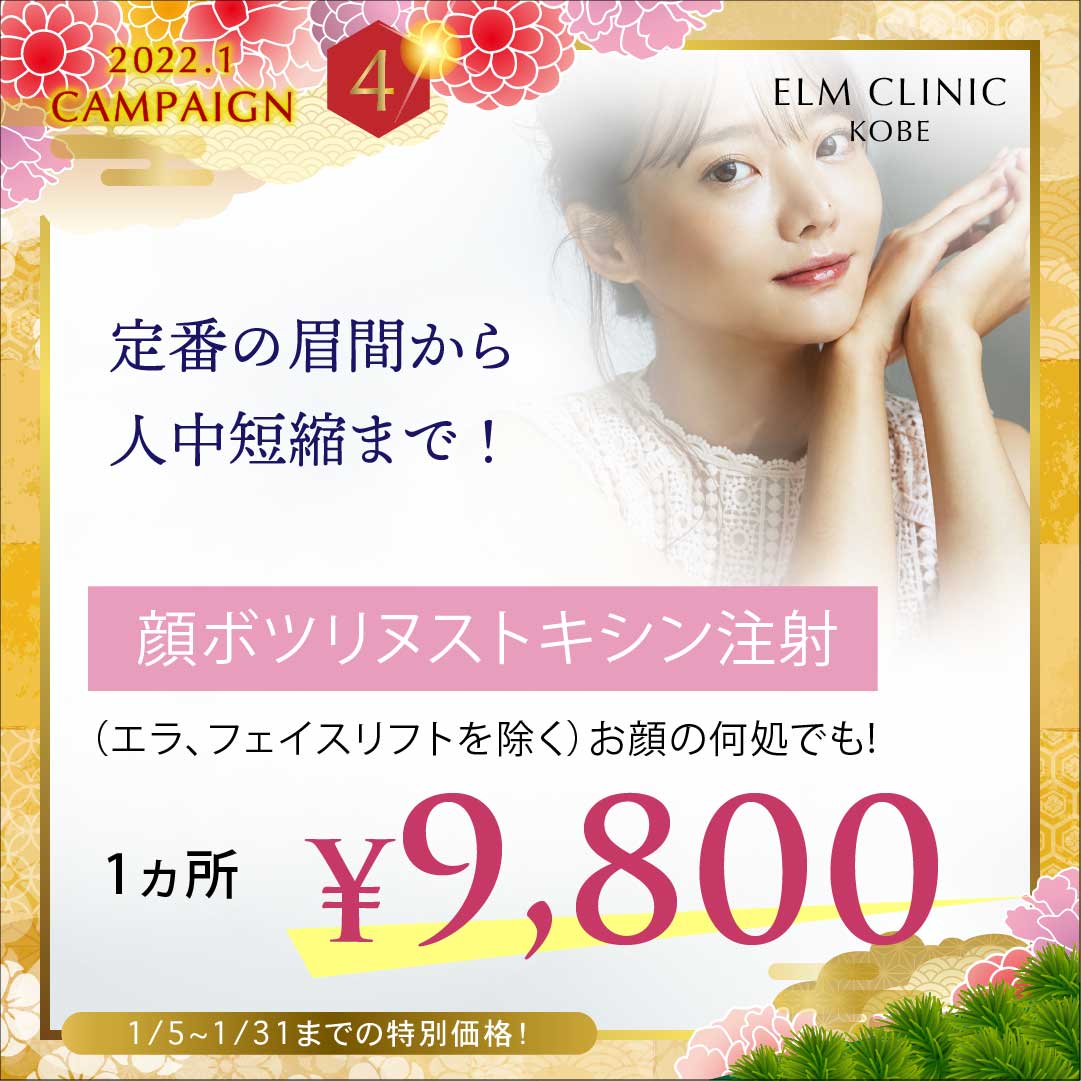 2022.1
CAMPAIGN
4
ELM CLINIC
KOBE
定番の眉間から
人中短縮まで！
顔ボツリヌストキシン注射
（エラ、フェイスリフトを除く）お顔の何処でも!
1ヵ所 ¥9,800
1/5~1/31までの特別価格！